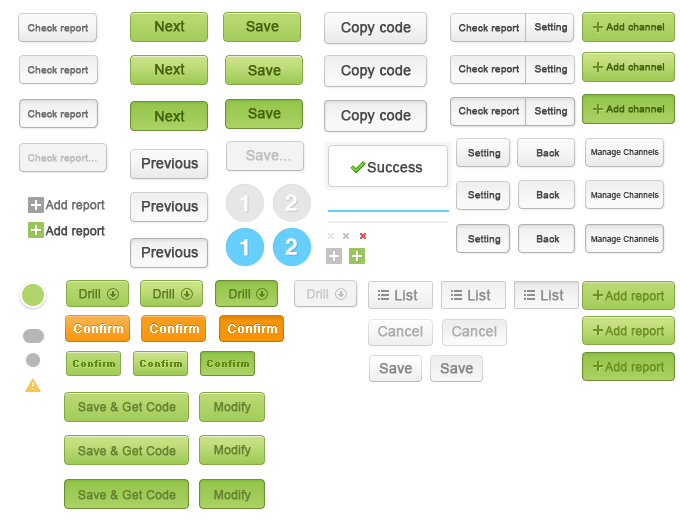 Check report Next Save Copy code Check report Setting Add channel
Check report Next Save Copy code Check report Setting Add channel
Check report Next Save Copy code Check report Setting Add channel
Check report... Previous Save... Success Setting Back Manage Channels
Add report Previous 1 2 Setting Back Manage Channels
Add report Previous 1 2 Setting Back Manage Channels
Drill Drill Drill Drill List List List Add report
Confirm Confirm Confirm Cancel Cancel Add report
Confirm Confirm Confirm Save Save Add report
Save & Get Code Modify
Save & Get Code Modify
Save & Get Code Modify